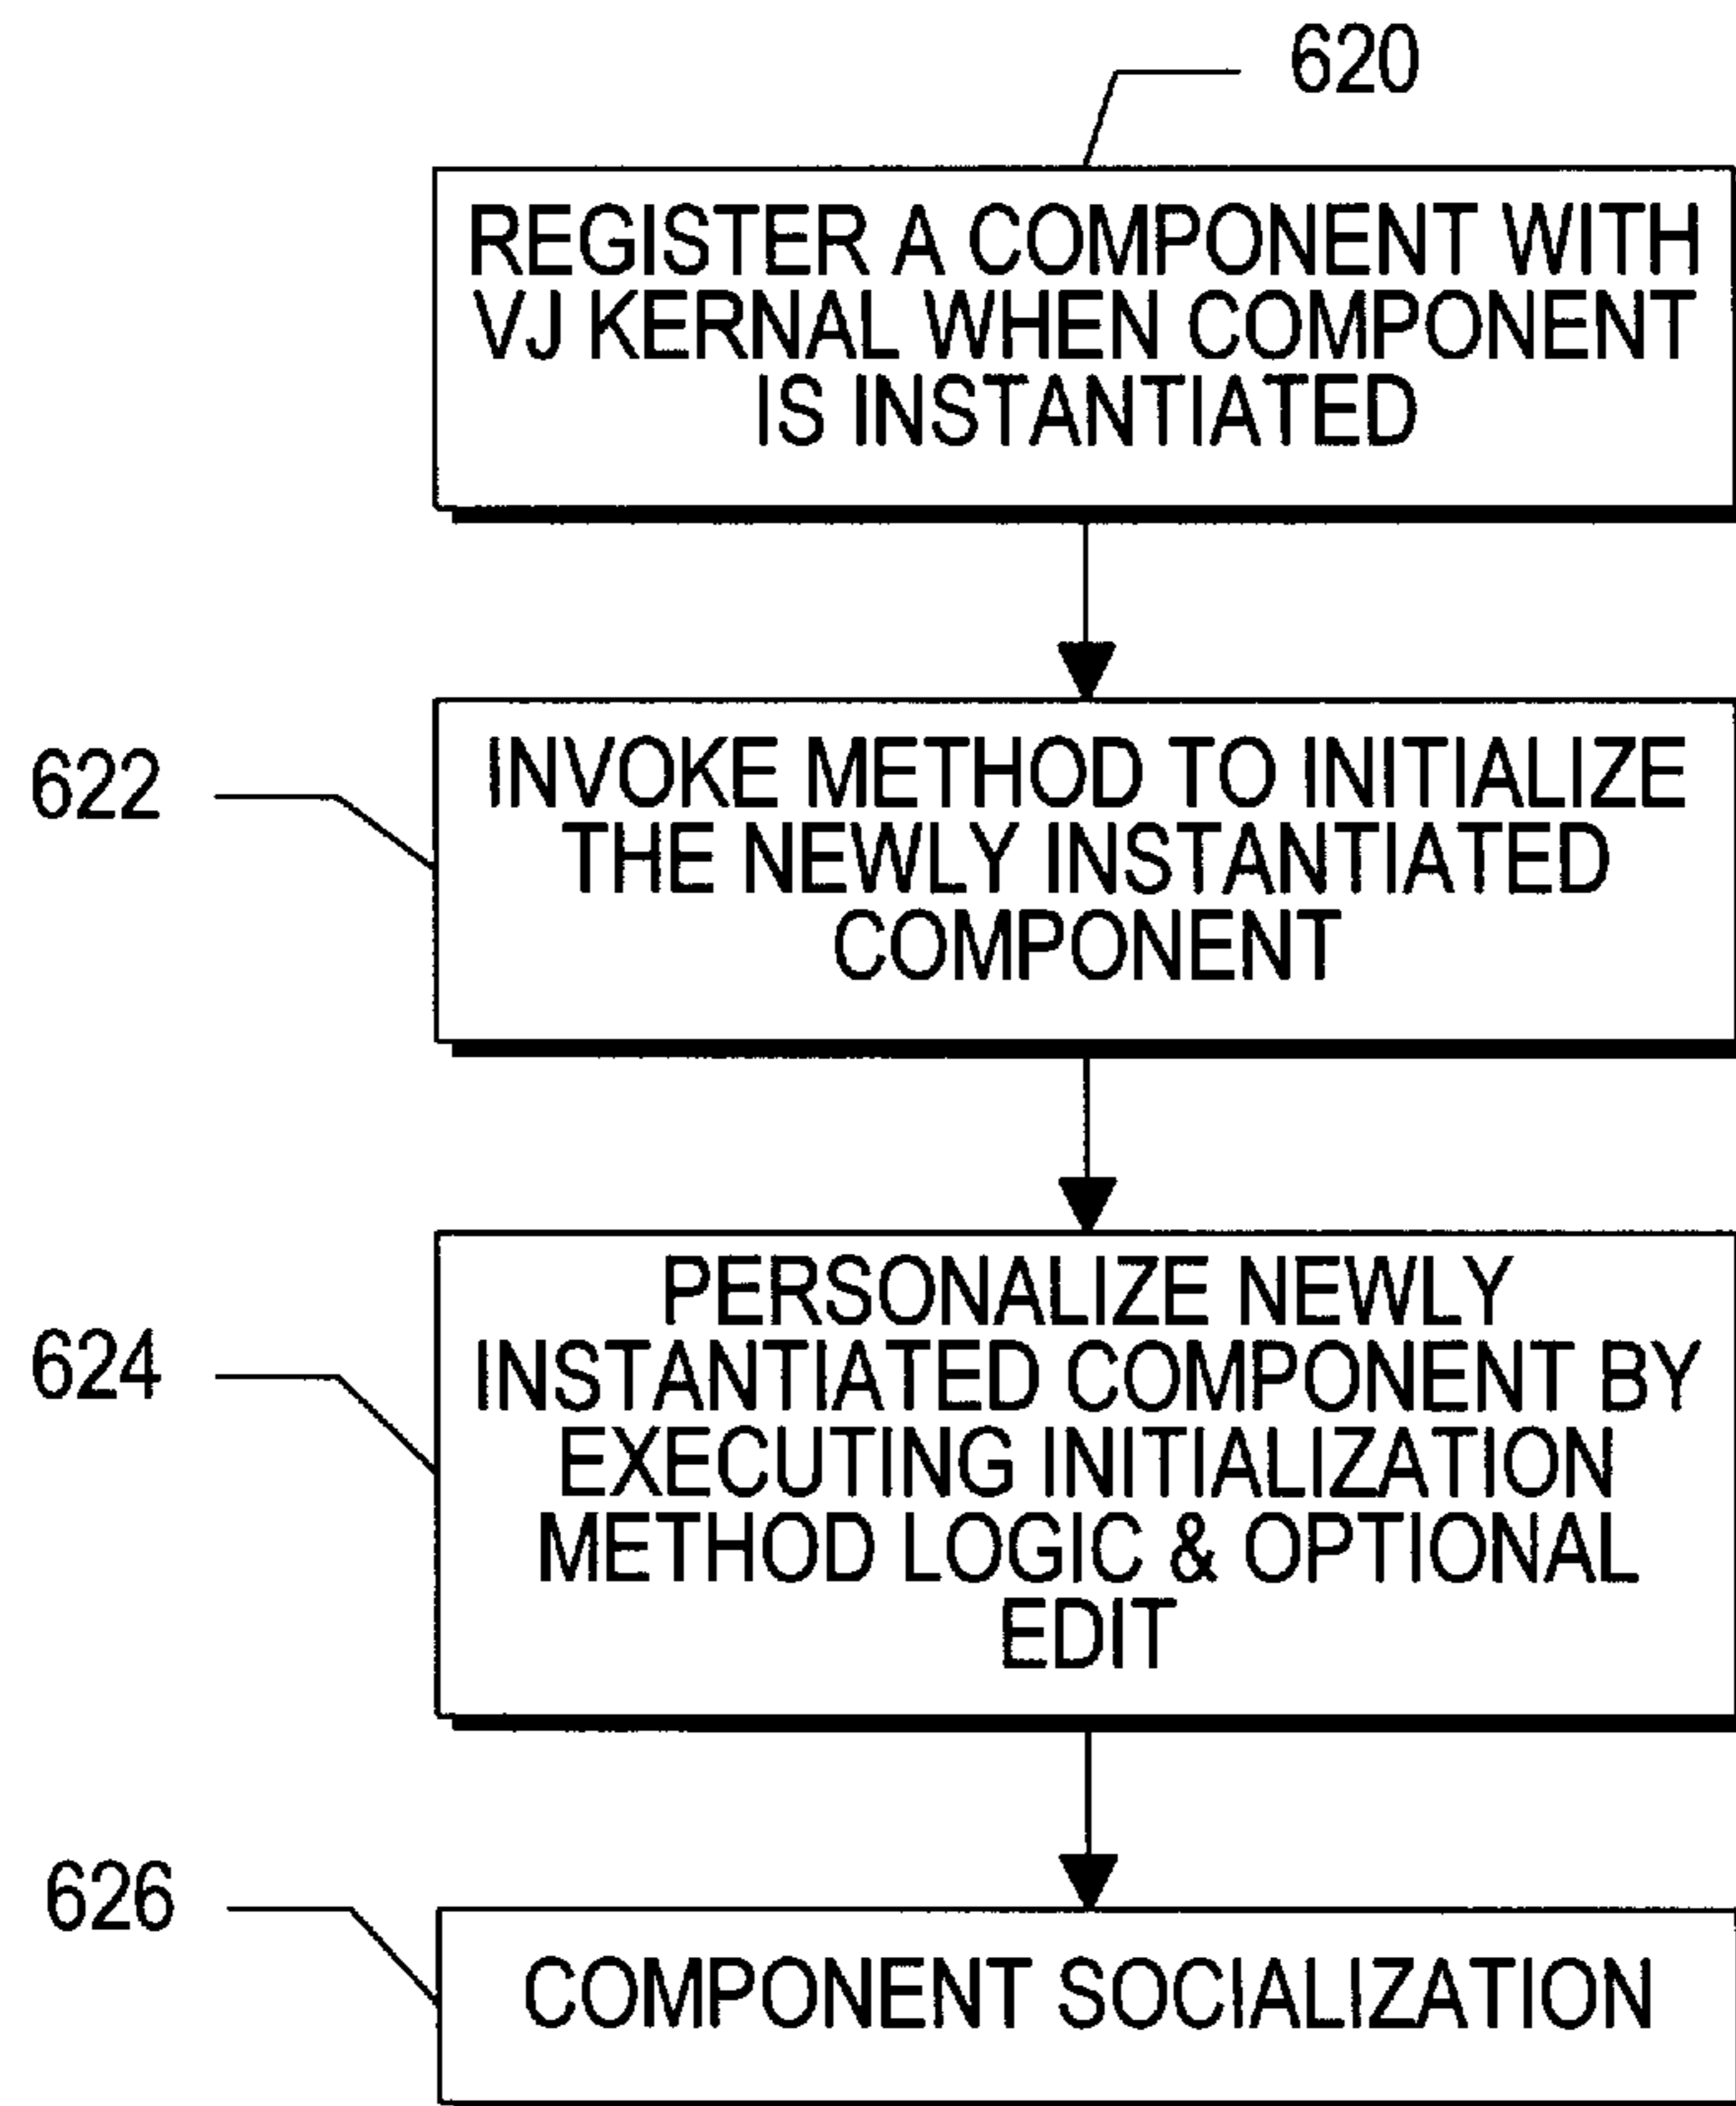 620
REGISTER A COMPONENT WITH
VJ KERNAL WHEN COMPONENT
IS INSTANTIATED
622
INVOKE METHOD TO INITIALIZE
THE NEWLY INSTANTIATED
COMPONENT
624
PERSONALIZE NEWLY
INSTANTIATED COMPONENT BY
EXECUTING INITIALIZATION
METHOD LOGIC & OPTIONAL
EDIT
626
COMPONENT SOCIALIZATION